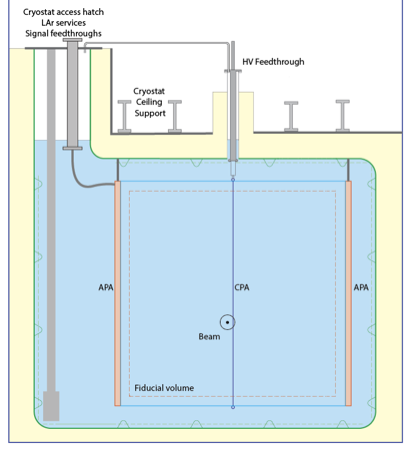 Cryostat access hatch
LAr services
Signal feedthroughs
HV Feedthrough
Cryostat
Ceiling
Support
APA
CPA
APA
Beam
Fiducial volume